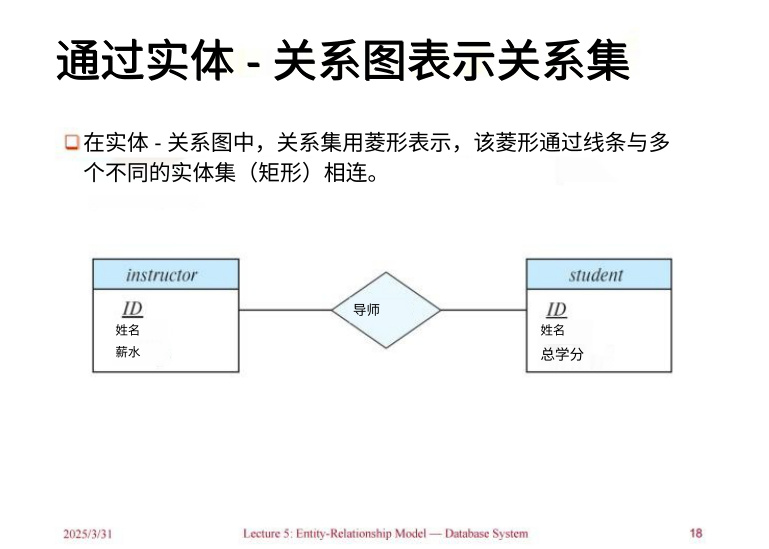 通过实体 - 关系图表示关系集
在实体 - 关系图中，关系集用菱形表示，该菱形通过线条与多
个不同的实体集（矩形）相连。
instructor
ID
姓名
薪水
导师
student
ID
姓名
总学分
2025/3/31
Lecture 5: Entity-Relationship Model — Database System
18